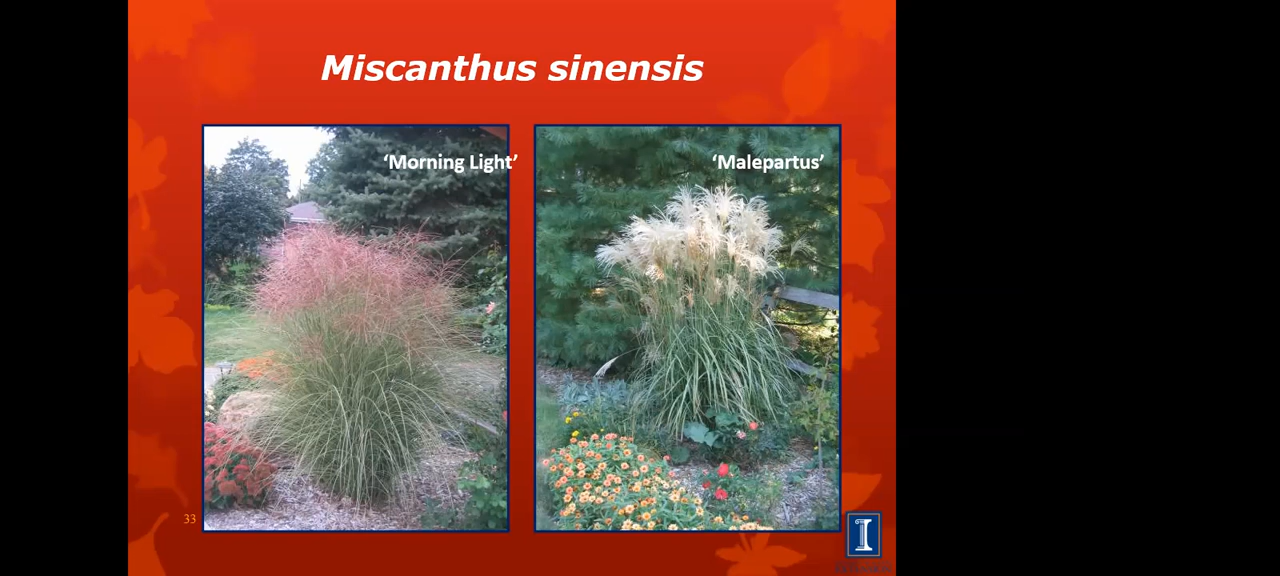 Miscanthus sinensis
‘Morning Light’
‘Malepartus’
33
I